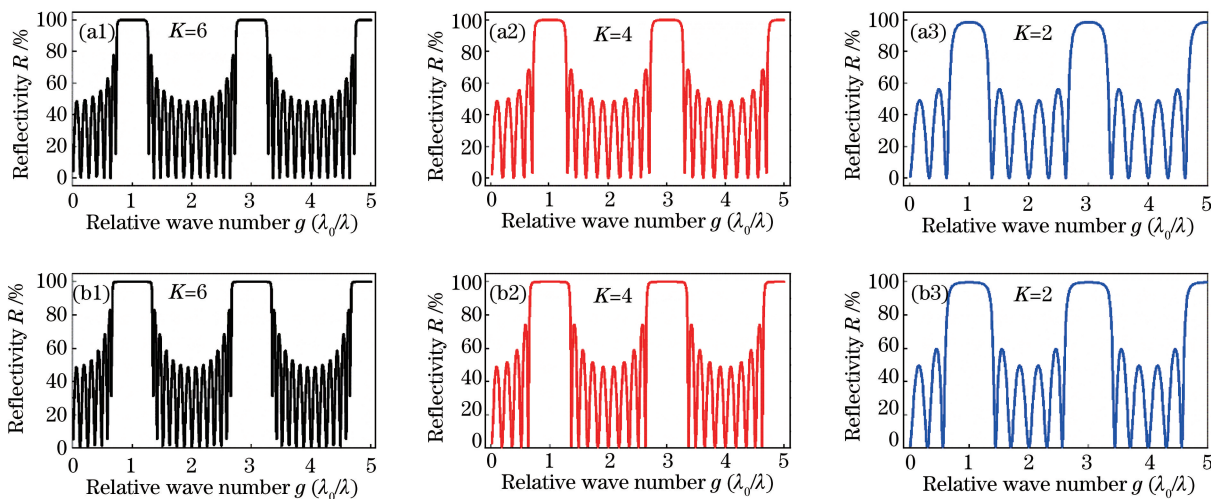 (a1) K=6
Reflectivity R /%
100
80
60
40
20
0
0 1 2 3 4 5
Relative wave number g (λ₀/λ)
(a2) K=4
Reflectivity R /%
100
80
60
40
20
0
0 1 2 3 4 5
Relative wave number g (λ₀/λ)
(a3) K=2
Reflectivity R /%
100
80
60
40
20
0
0 1 2 3 4 5
Relative wave number g (λ₀/λ)
(b1) K=6
Reflectivity R /%
100
80
60
40
20
0
0 1 2 3 4 5
Relative wave number g (λ₀/λ)
(b2) K=4
Reflectivity R /%
100
80
60
40
20
0
0 1 2 3 4 5
Relative wave number g (λ₀/λ)
(b3) K=2
Reflectivity R /%
100
80
60
40
20
0
0 1 2 3 4 5
Relative wave number g (λ₀/λ)